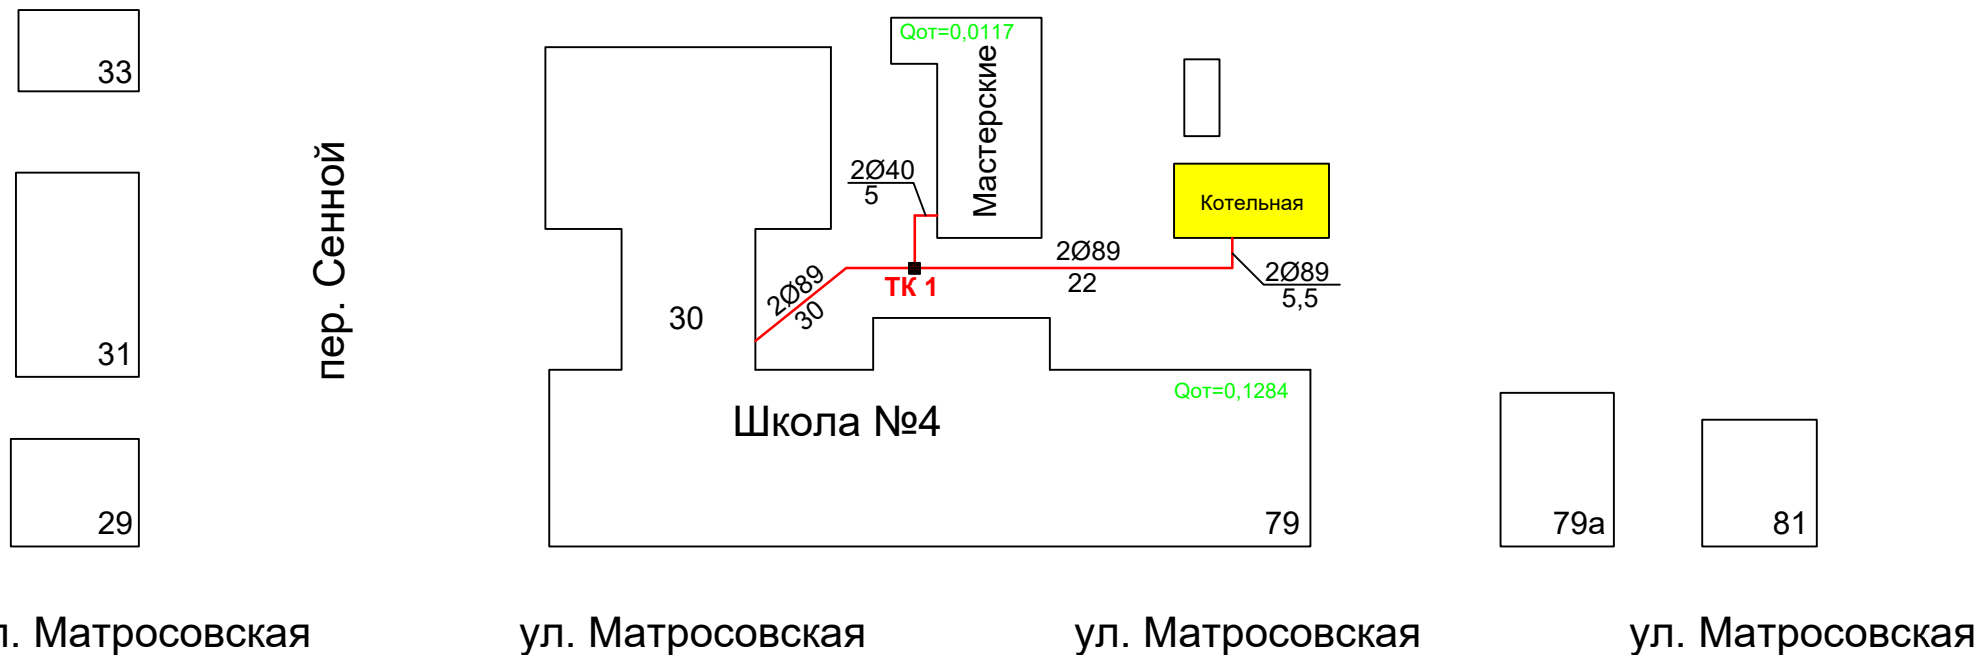 33
31
29
пер. Сенной
Qот=0,0117
Мастерские
2Ø40
5
Котельная
2Ø89
22
2Ø89
5,5
ТК 1
2Ø89
30
30
Qот=0,1284
Школа №4
79
79а
81
л. Матросовская
ул. Матросовская
ул. Матросовская
ул. Матросовская